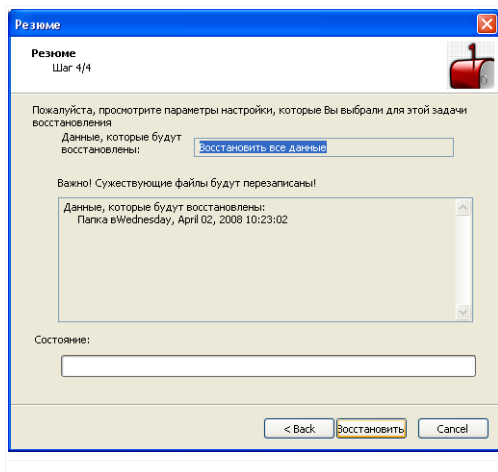 Резюме
Резюме
Шаг 4/4
Пожалуйста, просмотрите параметры настройки, которые Вы выбрали для этой задачи
восстановления
Данные, которые будут
восстановлены:
Восстановить все данные
Важно! Сужествующие файлы будут перезаписаны!
Данные, которые будут восстановлены:
Папка вWednesday, April 02, 2008 10:23:02
Состояние:
< Back
Восстановить
Cancel